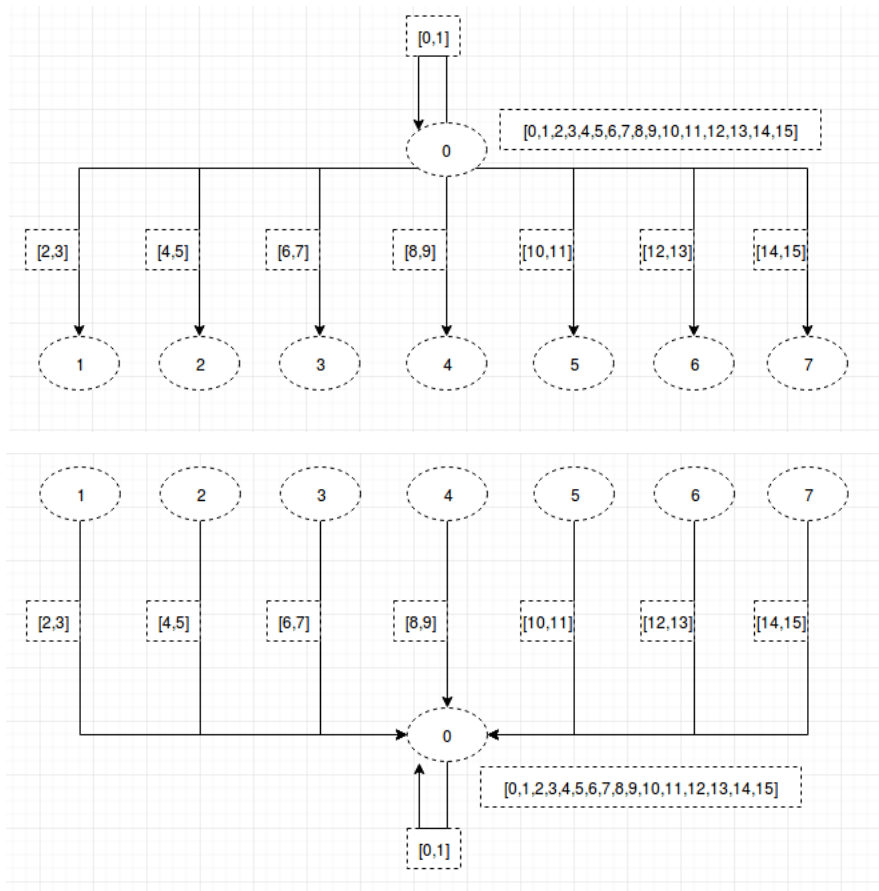 [0,1]
[0,1,2,3,4,5,6,7,8,9,10,11,12,13,14,15]
0
[2,3] [4,5] [6,7] [8,9] [10,11] [12,13] [14,15]
1 2 3 4 5 6 7
1 2 3 4 5 6 7
[2,3] [4,5] [6,7] [8,9] [10,11] [12,13] [14,15]
0
[0,1,2,3,4,5,6,7,8,9,10,11,12,13,14,15]
[0,1]